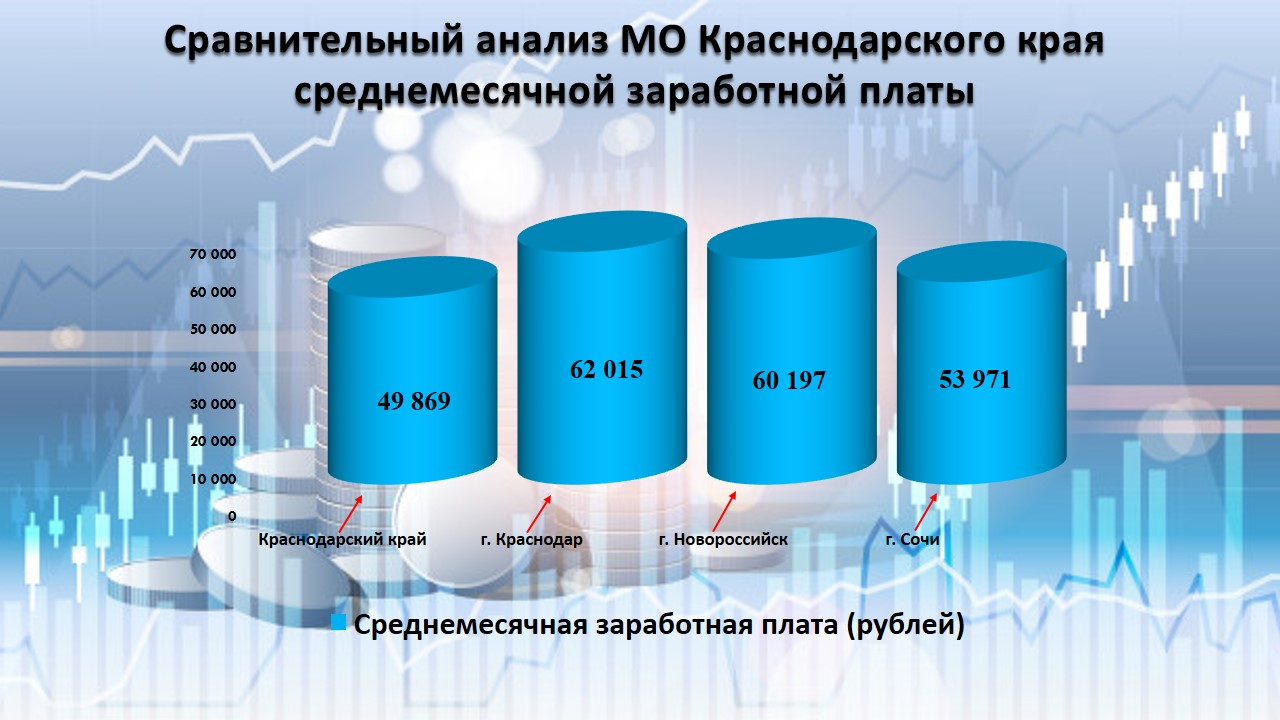 Сравнительный анализ МО Краснодарского края
среднемесячной заработной платы
70 000
60 000
50 000
40 000
30 000
20 000
10 000
0
49 869
62 015
60 197
53 971
Краснодарский край
г. Краснодар
г. Новороссийск
г. Сочи
Среднемесячная заработная плата (рублей)